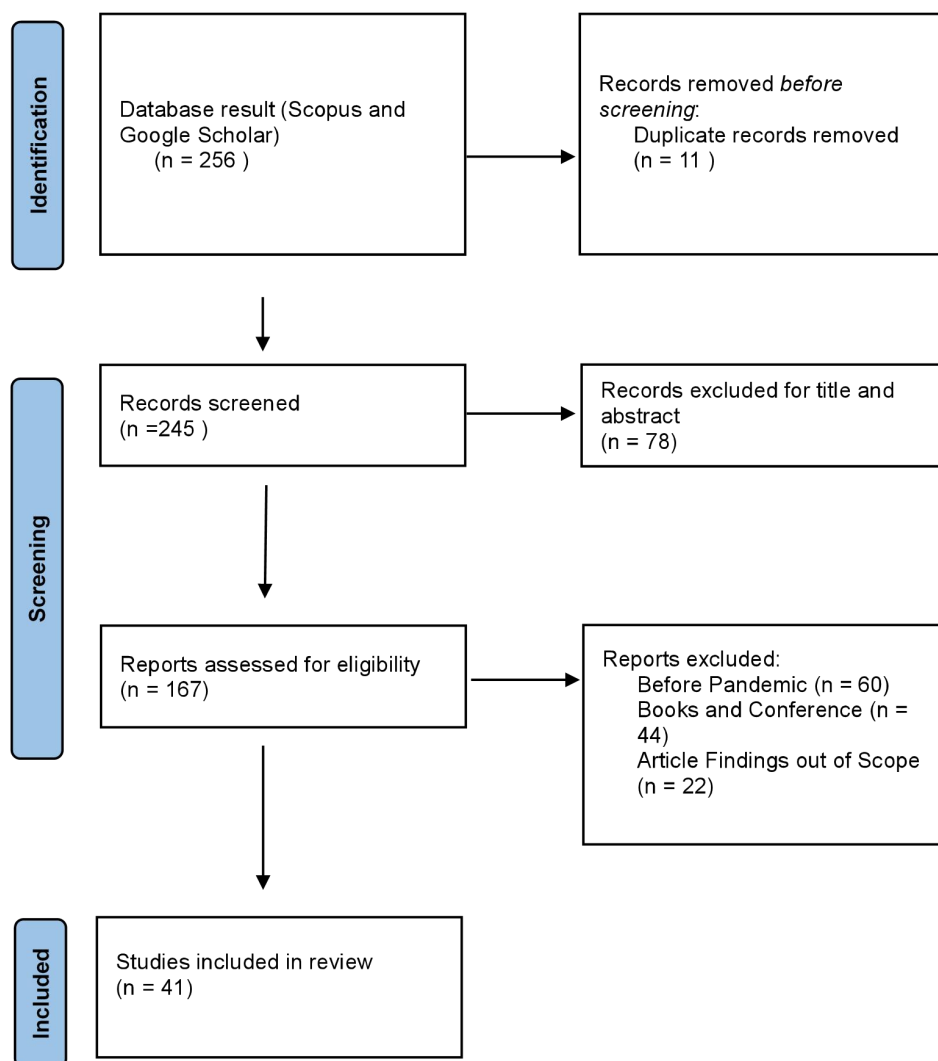 Identification
Database result (Scopus and
Google Scholar)
(n = 256 )
Records removed before
screening:
Duplicate records removed
(n = 11 )
Screening
Records screened
(n =245 )
Records excluded for title and
abstract
(n = 78)
Reports assessed for eligibility
(n = 167)
Reports excluded:
Before Pandemic (n = 60)
Books and Conference (n =
44)
Article Findings out of Scope
(n = 22)
Included
Studies included in review
(n = 41)